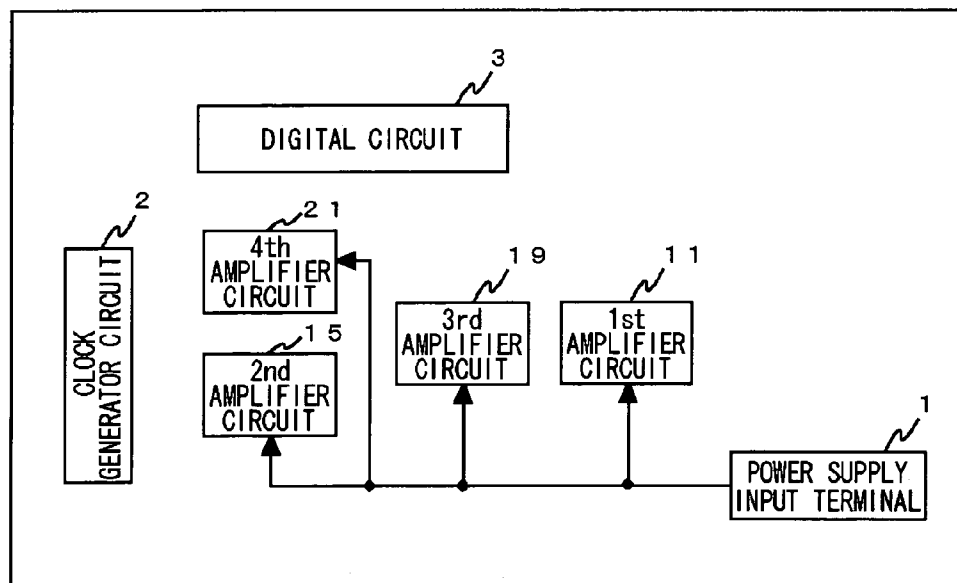 3
DIGITAL CIRCUIT
2
CLOCK
GENERATOR CIRCUIT
21
4th
AMPLIFIER
CIRCUIT
15
2nd
AMPLIFIER
CIRCUIT
19
3rd
AMPLIFIER
CIRCUIT
11
1st
AMPLIFIER
CIRCUIT
1
POWER SUPPLY
INPUT TERMINAL